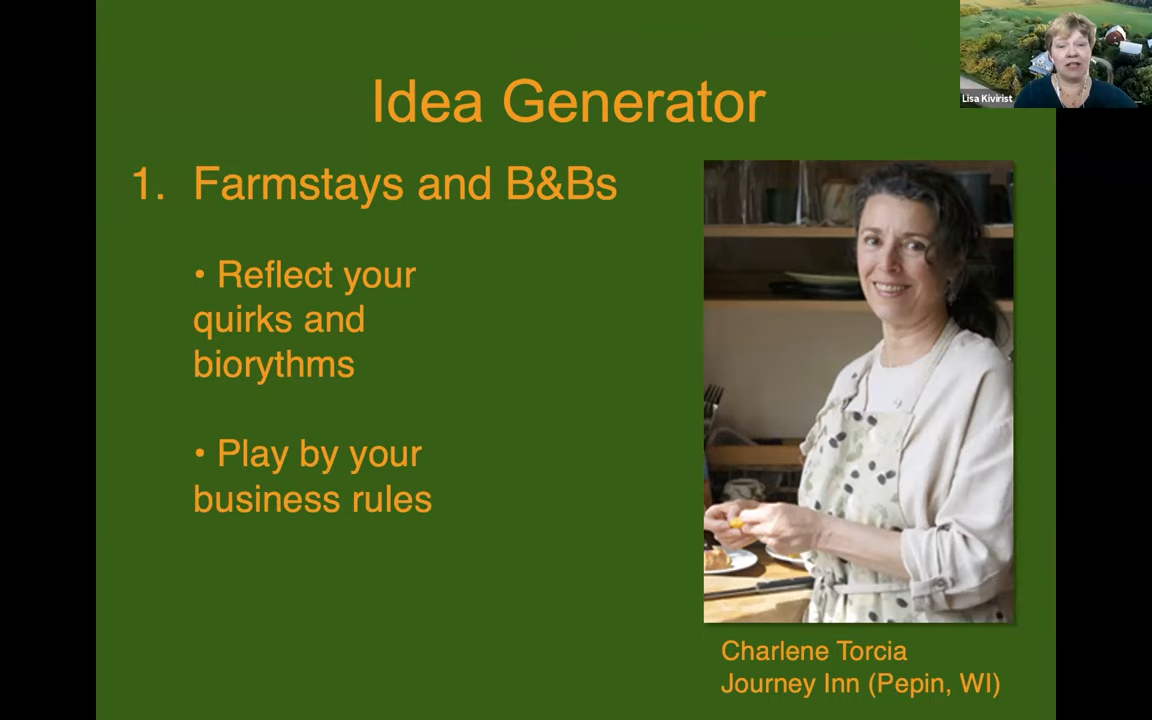 Idea Generator
Lisa Kivirist
1. Farmstays and B&Bs
• Reflect your
quirks and
biorythms
• Play by your
business rules
Charlene Torcia
Journey Inn (Pepin, WI)